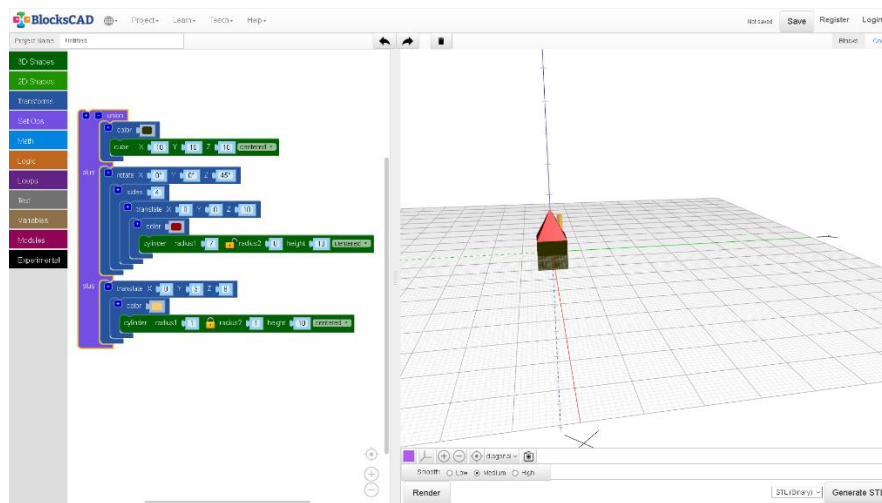 BlocksCAD Project Learn Teach Help Not saved Save Register Login
Project Name Untitled Blocks
3D Shapes
2D Shapes
Transforms
Set Ops
Math
Logic
Loops
Text
Variables
Modules
Experimental
union
color
cube X 10 Y 10 Z 10 centered
plus rotate X 0° Y 0° Z 45°
sides 4
translate X 0 Y 0 Z 10
color
cylinder radius1 7 radius2 0 height 10 centered
plus translate X 0 Y 3 Z 8
color
cylinder radius1 1 radius2 1 height 10 centered
diagonal
Smooth: Low Medium High
Render STL(Binary) Generate STL